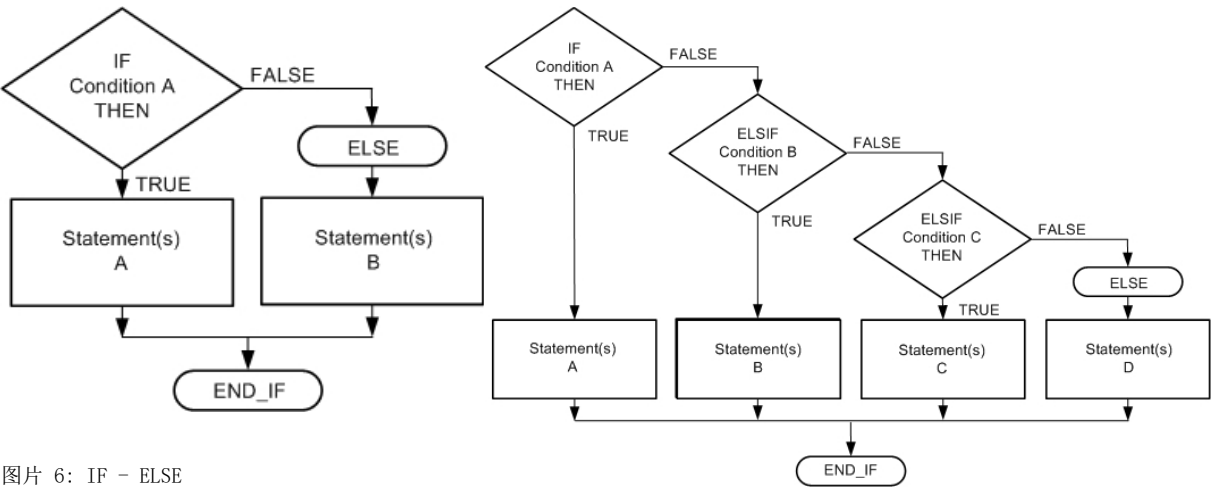 IF
Condition A
THEN
FALSE
ELSE
TRUE
Statement(s)
A
Statement(s)
B
END_IF
图片 6: IF - ELSE
IF
Condition A
THEN
FALSE
TRUE
ELSIF
Condition B
THEN
FALSE
TRUE
ELSIF
Condition C
THEN
FALSE
TRUE
ELSE
Statement(s)
A
Statement(s)
B
Statement(s)
C
Statement(s)
D
END_IF